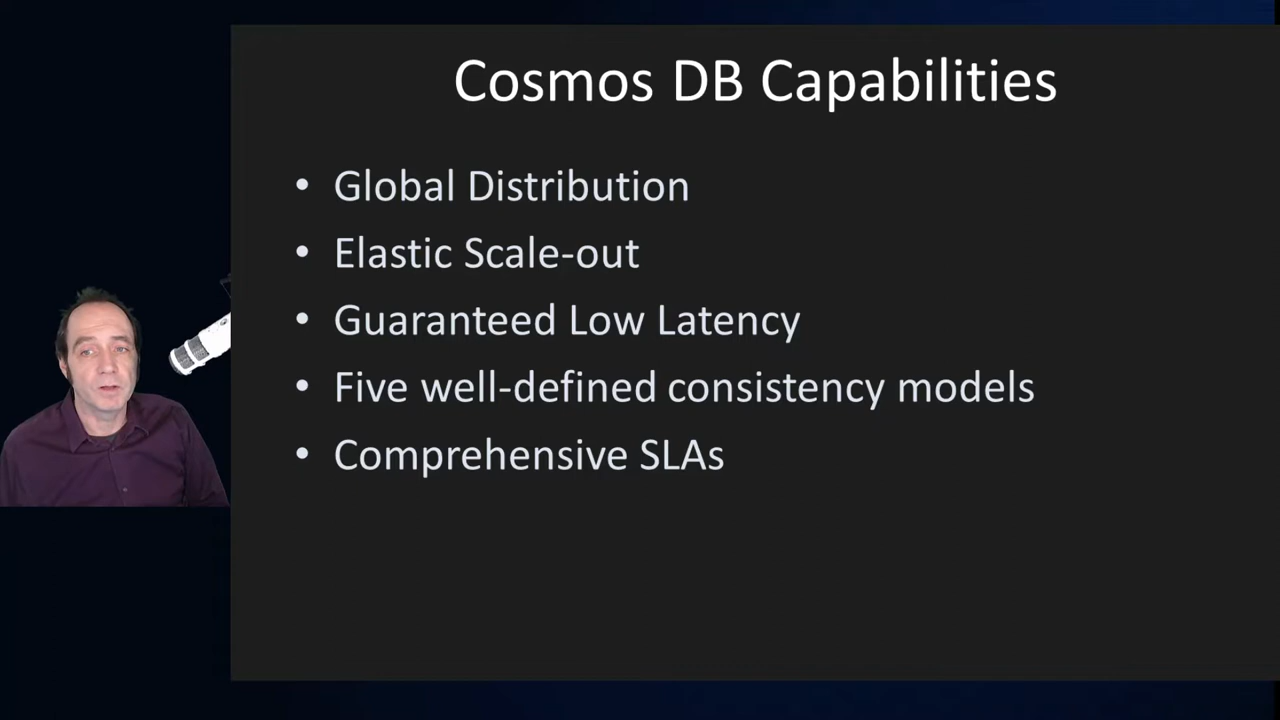 Cosmos DB Capabilities
• Global Distribution
• Elastic Scale-out
• Guaranteed Low Latency
• Five well-defined consistency models
• Comprehensive SLAs